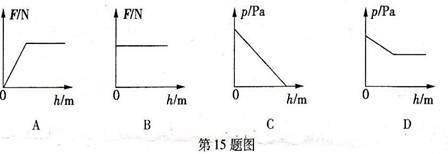 F/N
F/N
p/Pa
p/Pa
0 h/m
0 h/m
0 h/m
0 h/m
A B C D
第15题图